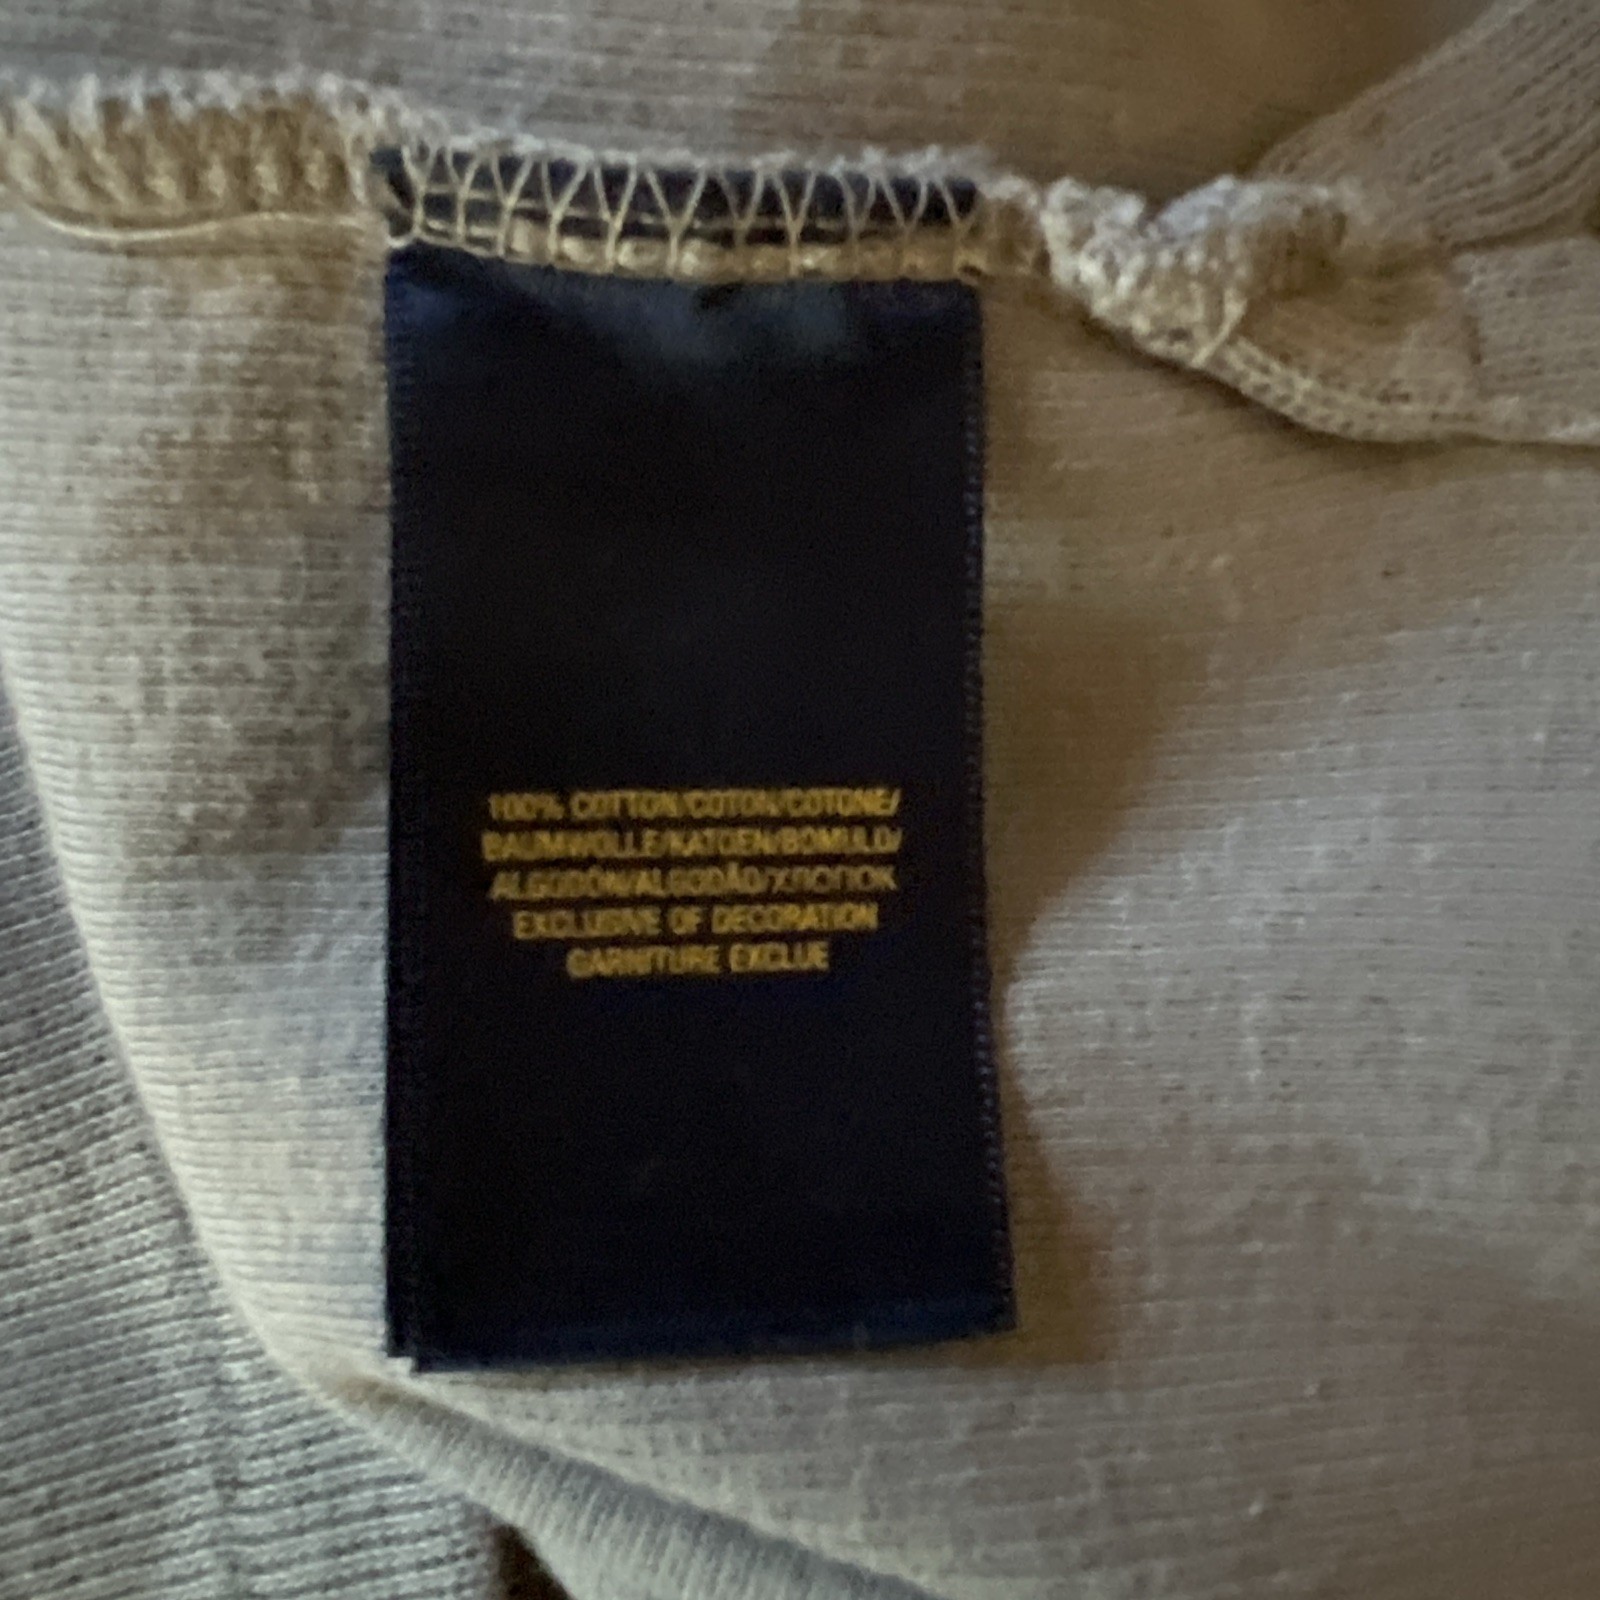 100% COTTON/COTON/COTONE/
BAUMWOLLE/KATOEN/BOMULD/
ALGODÓN/ALGODÃO/ХЛОПОК
EXCLUSIVE OF DECORATION
GARNITURE EXCLUE